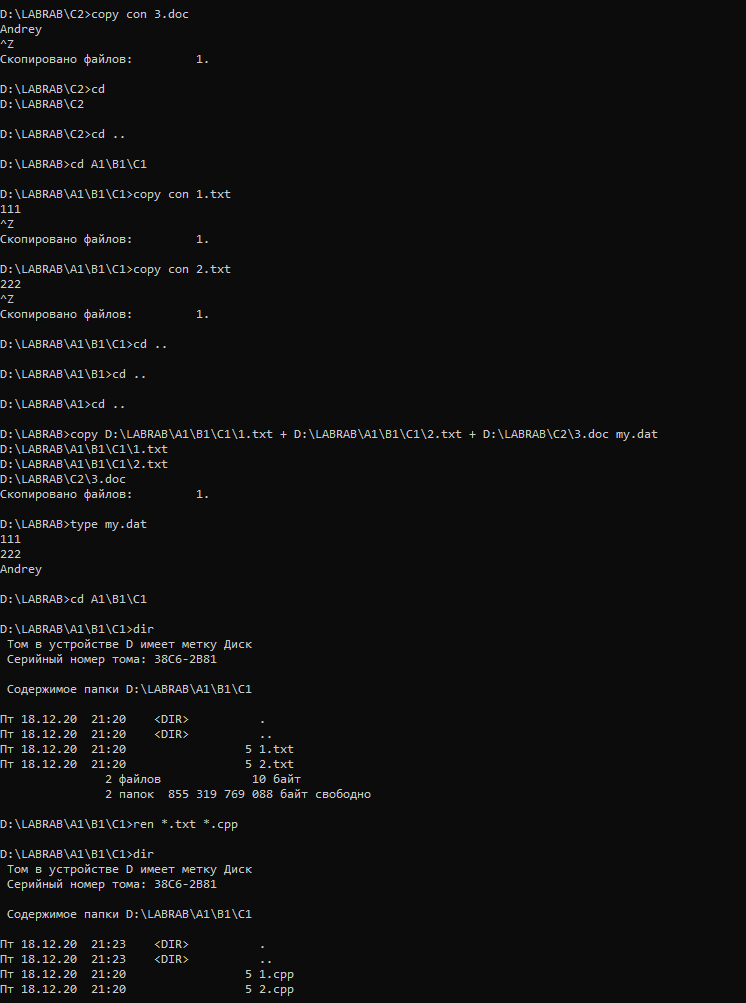 D:\LABRAB\C2>copy con 3.doc
Andrey
^Z
Скопировано файлов:         1.
D:\LABRAB\C2>cd
D:\LABRAB\C2
D:\LABRAB\C2>cd ..
D:\LABRAB>cd A1\B1\C1
D:\LABRAB\A1\B1\C1>copy con 1.txt
111
^Z
Скопировано файлов:         1.
D:\LABRAB\A1\B1\C1>copy con 2.txt
222
^Z
Скопировано файлов:         1.
D:\LABRAB\A1\B1\C1>cd ..
D:\LABRAB\A1\B1>cd ..
D:\LABRAB\A1>cd ..
D:\LABRAB>copy D:\LABRAB\A1\B1\C1\1.txt + D:\LABRAB\A1\B1\C1\2.txt + D:\LABRAB\C2\3.doc my.dat
D:\LABRAB\A1\B1\C1\1.txt
D:\LABRAB\A1\B1\C1\2.txt
D:\LABRAB\C2\3.doc
Скопировано файлов:         1.
D:\LABRAB>type my.dat
111
222
Andrey
D:\LABRAB>cd A1\B1\C1
D:\LABRAB\A1\B1\C1>dir
 Том в устройстве D имеет метку Диск
 Серийный номер тома: 38C6-2B81
 Содержимое папки D:\LABRAB\A1\B1\C1
Пт 18.12.20  21:20    <DIR>          .
Пт 18.12.20  21:20    <DIR>          ..
Пт 18.12.20  21:20                 5 1.txt
Пт 18.12.20  21:20                 5 2.txt
               2 файлов             10 байт
               2 папок  855 319 769 088 байт свободно
D:\LABRAB\A1\B1\C1>ren *.txt *.cpp
D:\LABRAB\A1\B1\C1>dir
 Том в устройстве D имеет метку Диск
 Серийный номер тома: 38C6-2B81
 Содержимое папки D:\LABRAB\A1\B1\C1
Пт 18.12.20  21:23    <DIR>          .
Пт 18.12.20  21:23    <DIR>          ..
Пт 18.12.20  21:20                 5 1.cpp
Пт 18.12.20  21:20                 5 2.cpp